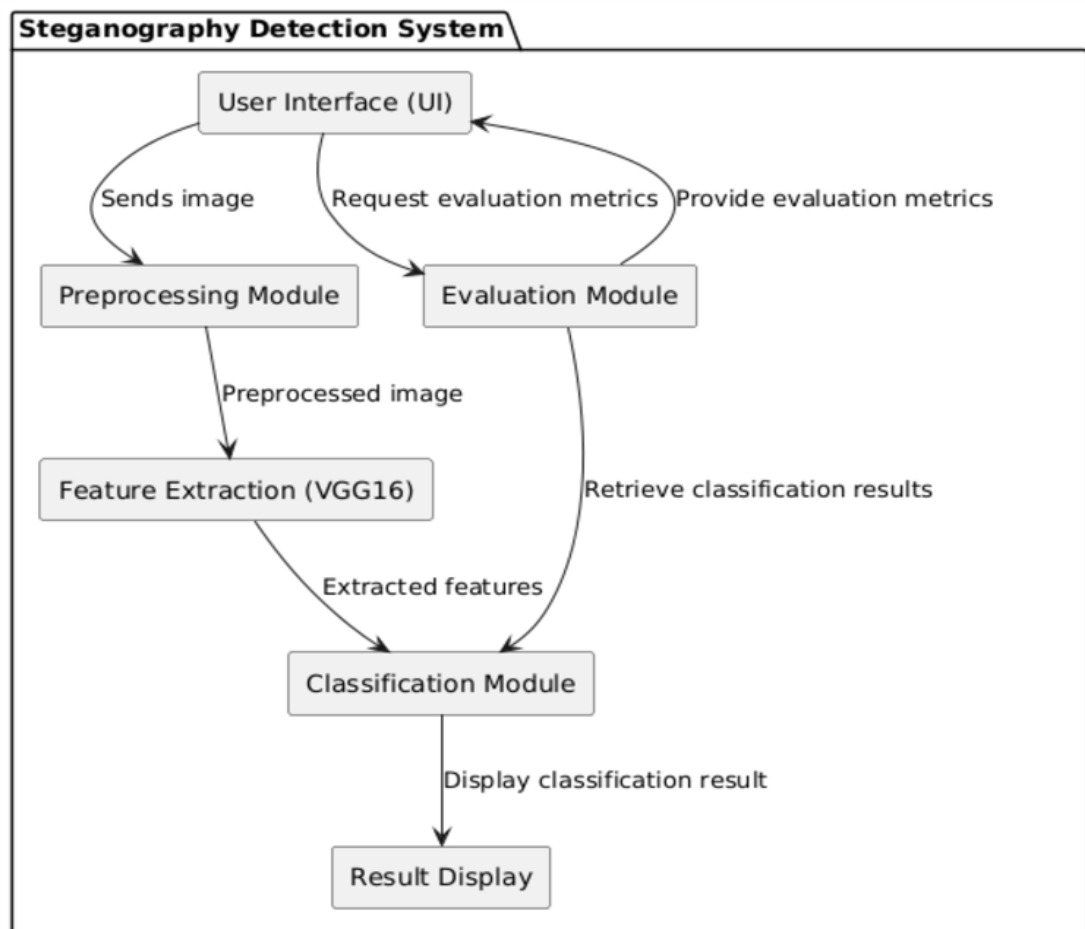 Steganography Detection System
User Interface (UI)
Sends image
Request evaluation metrics
Provide evaluation metrics
Preprocessing Module
Evaluation Module
Preprocessed image
Feature Extraction (VGG16)
Retrieve classification results
Extracted features
Classification Module
Display classification result
Result Display